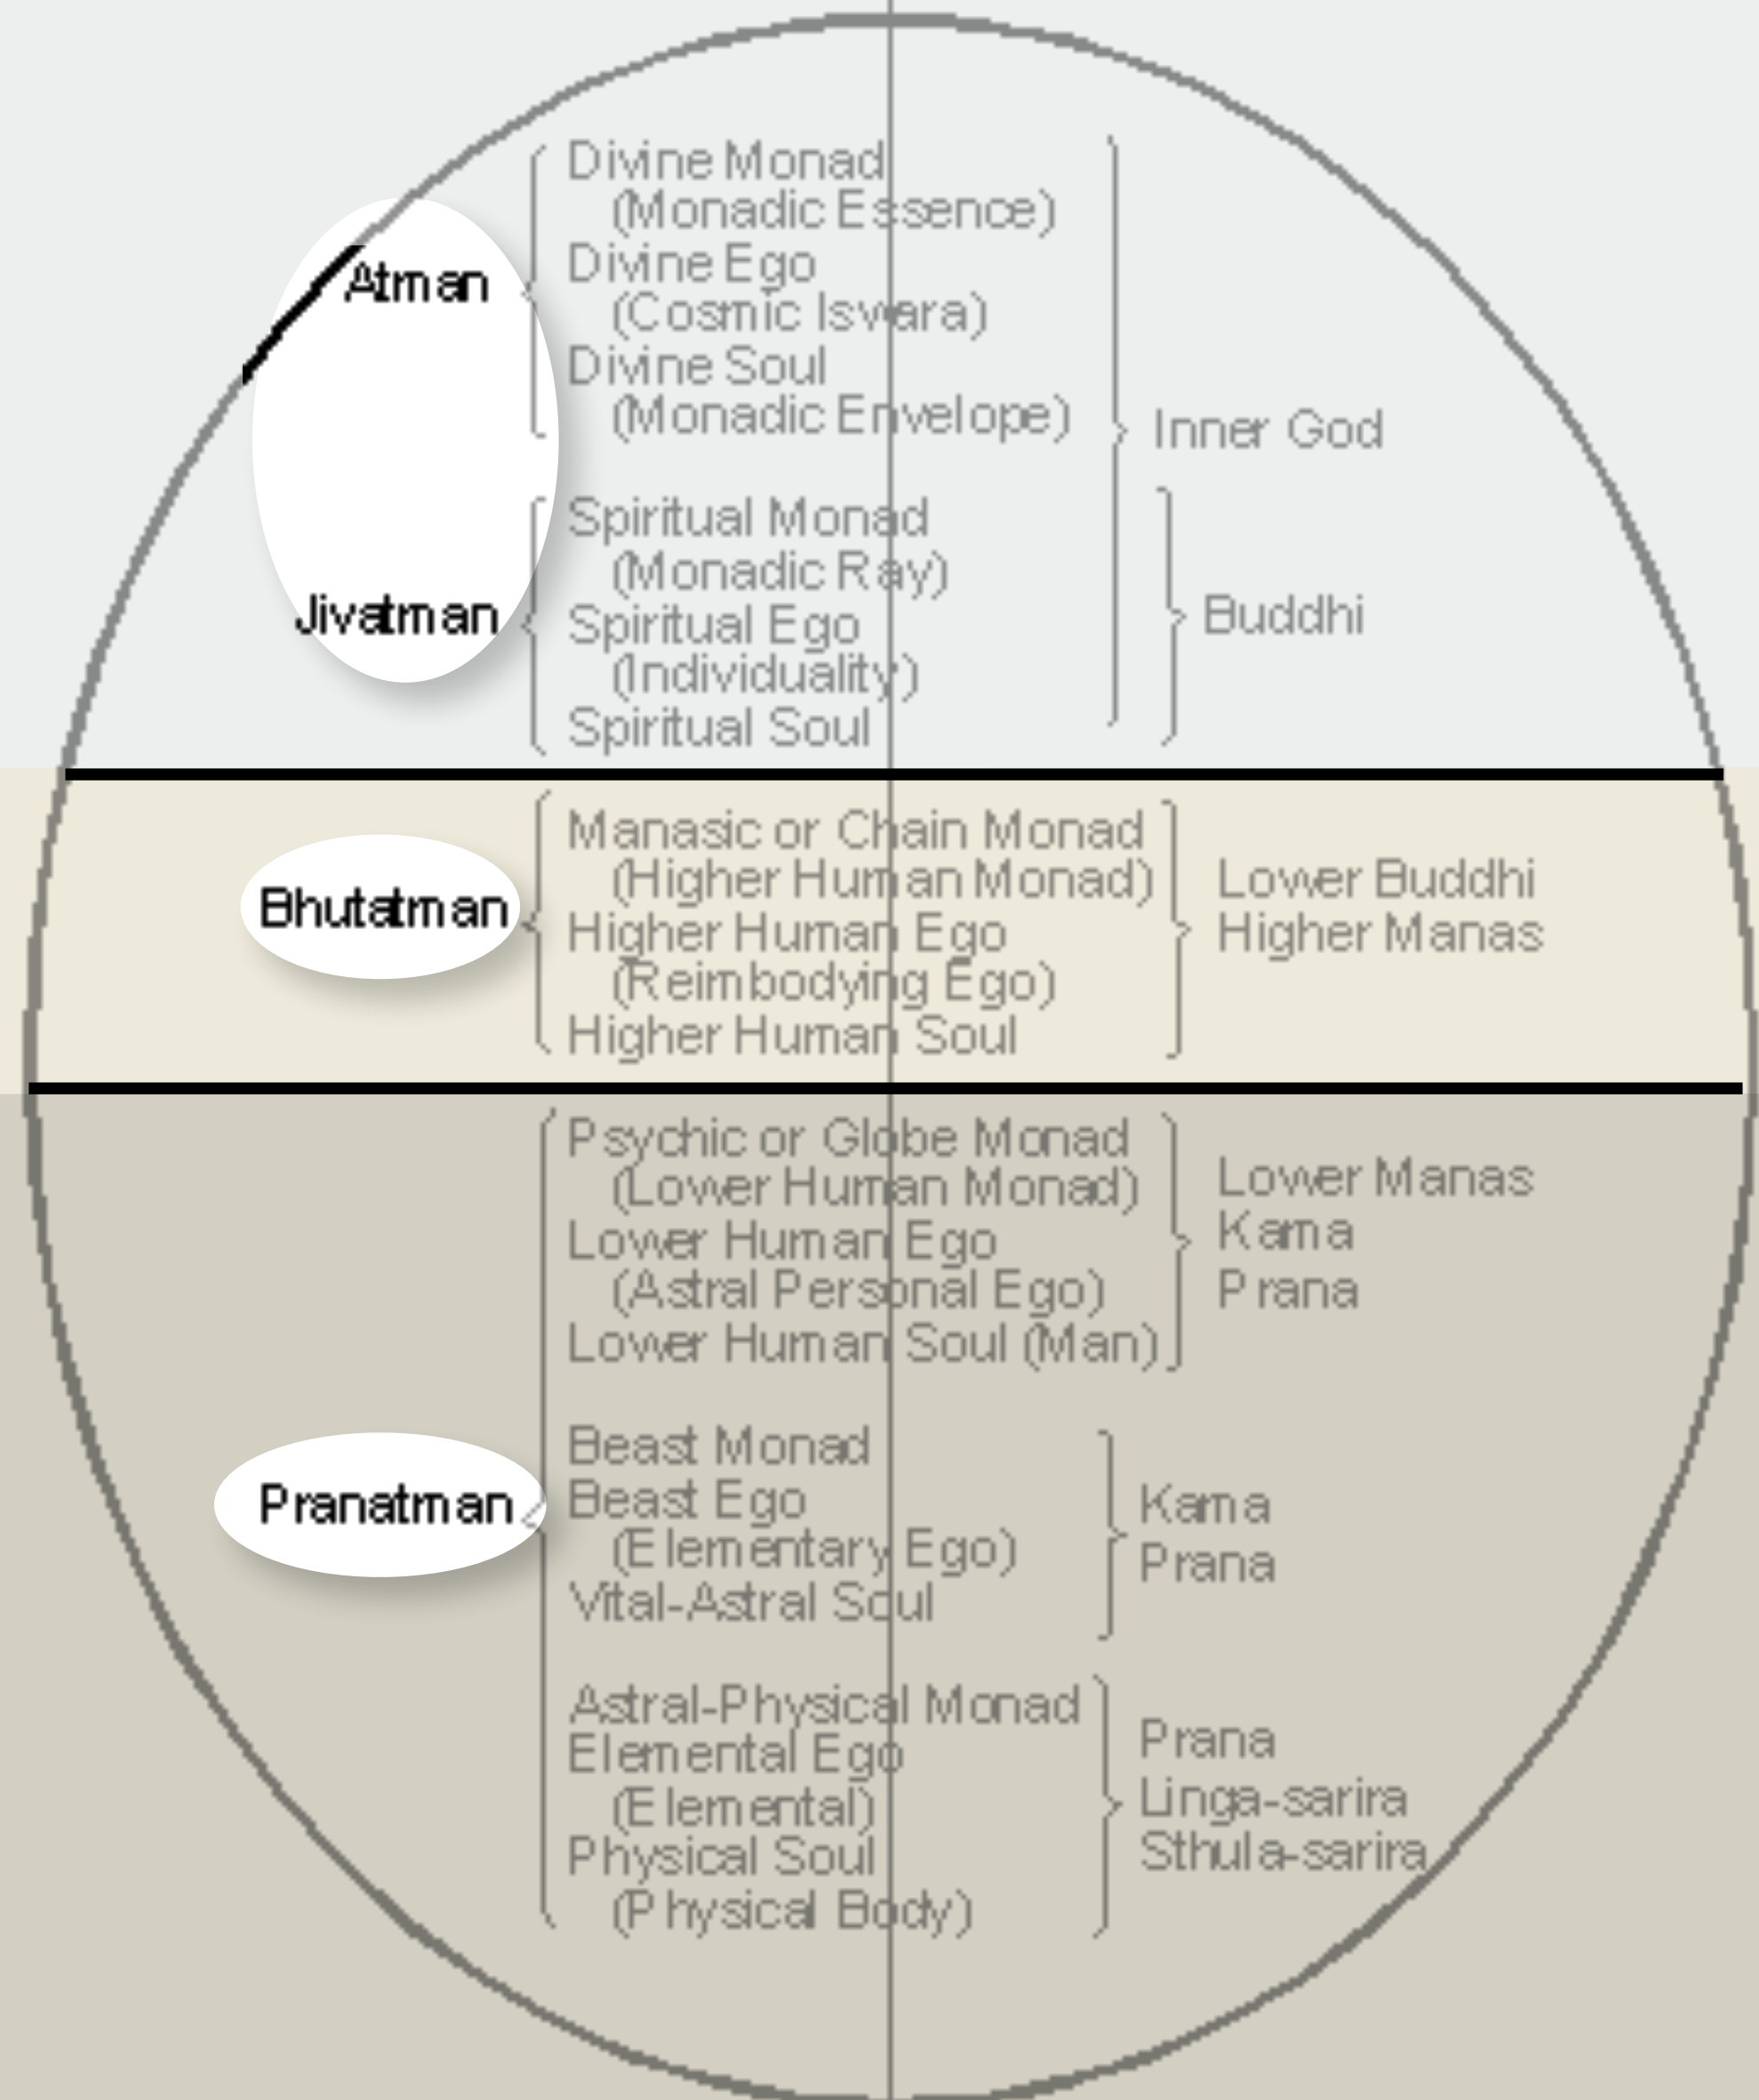 Atman
Divine Monad
(Monadic Essence)
Divine Ego
(Cosmic Iswara)
Divine Soul
(Monadic Envelope)
Inner God
Jivatman
Spiritual Monad
(Monadic Ray)
Spiritual Ego
(Individuality)
Spiritual Soul
Buddhi
Bhutatman
Manasic or Chain Monad
(Higher Human Monad)
Higher Human Ego
(Reimbodying Ego)
Higher Human Soul
Lower Buddhi
Higher Manas
Pranatman
Psychic or Globe Monad
(Lower Human Monad)
Lower Human Ego
(Astral Personal Ego)
Lower Human Soul (Man)
Lower Manas
Kama
Prana
Beast Monad
Beast Ego
(Elementary Ego)
Vital-Astral Soul
Kama
Prana
Astral-Physical Monad
Elemental Ego
(Elemental)
Physical Soul
(Physical Body)
Prana
Linga-sarira
Sthula-sarira